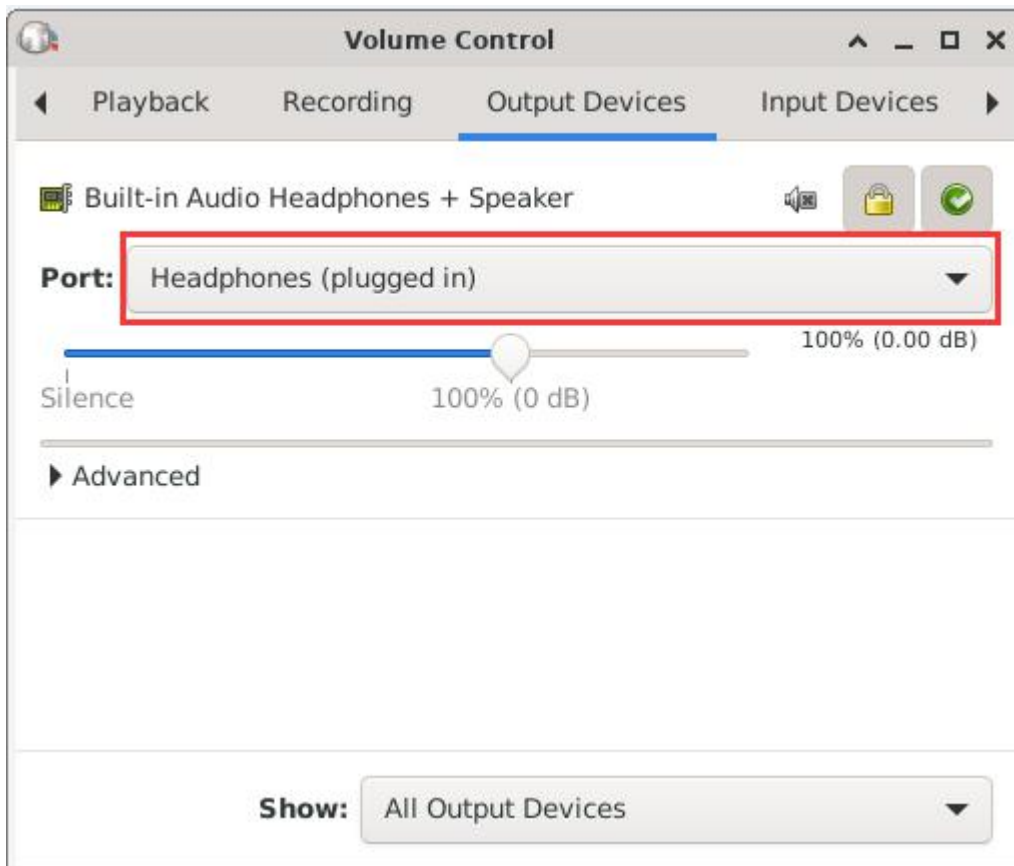 Volume Control
Playback Recording Output Devices Input Devices
Built-in Audio Headphones + Speaker
Port: Headphones (plugged in)
100% (0.00 dB)
Silence 100% (0 dB)
Advanced
Show: All Output Devices